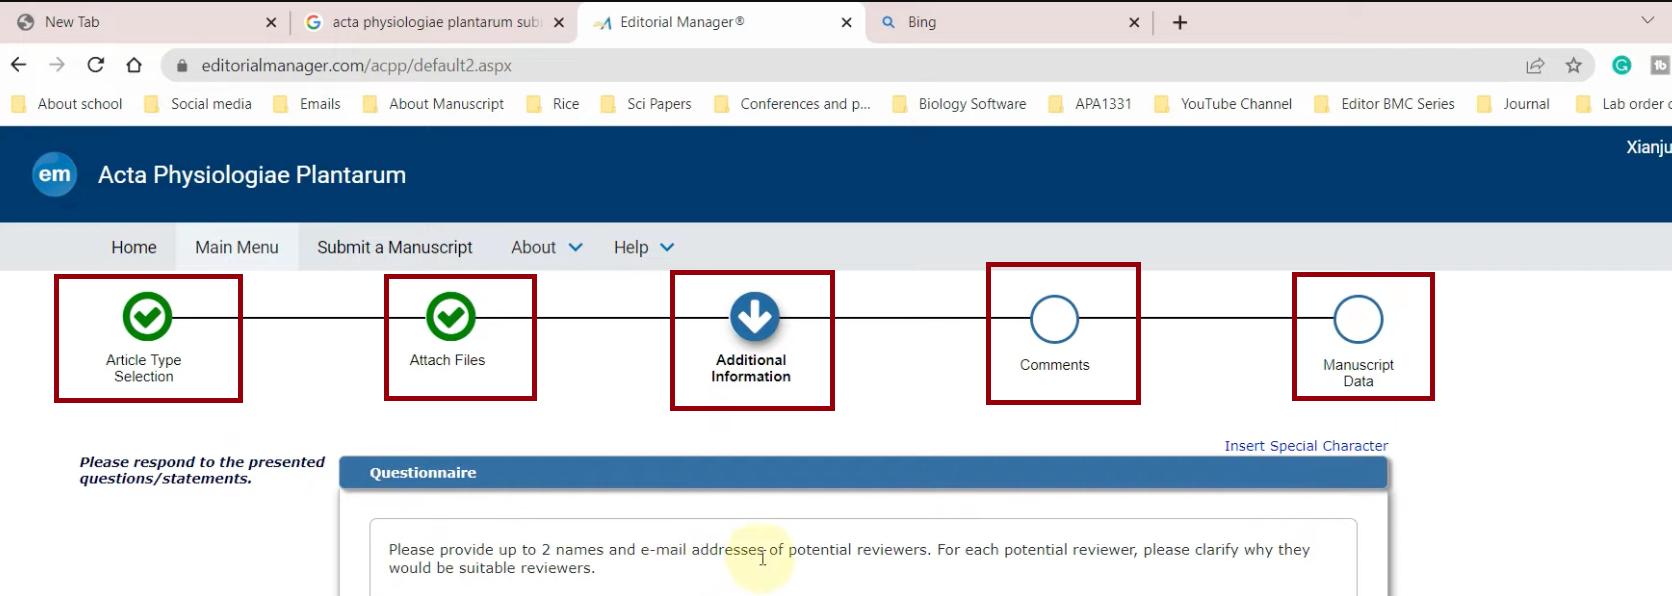 New Tab
acta physiologiae plantarum sub
Editorial Manager®
Bing
editorialmanager.com/acpp/default2.aspx
About school
Social media
Emails
About Manuscript
Rice
Sci Papers
Conferences and p...
Biology Software
APA1331
YouTube Channel
Editor BMC Series
Journal
Lab order
em
Acta Physiologiae Plantarum
Xianju
Home
Main Menu
Submit a Manuscript
About
Help
Article Type
Selection
Attach Files
Additional
Information
Comments
Manuscript
Data
Insert Special Character
Please respond to the presented
questions/statements.
Questionnaire
Please provide up to 2 names and e-mail addresses of potential reviewers. For each potential reviewer, please clarify why they
would be suitable reviewers.